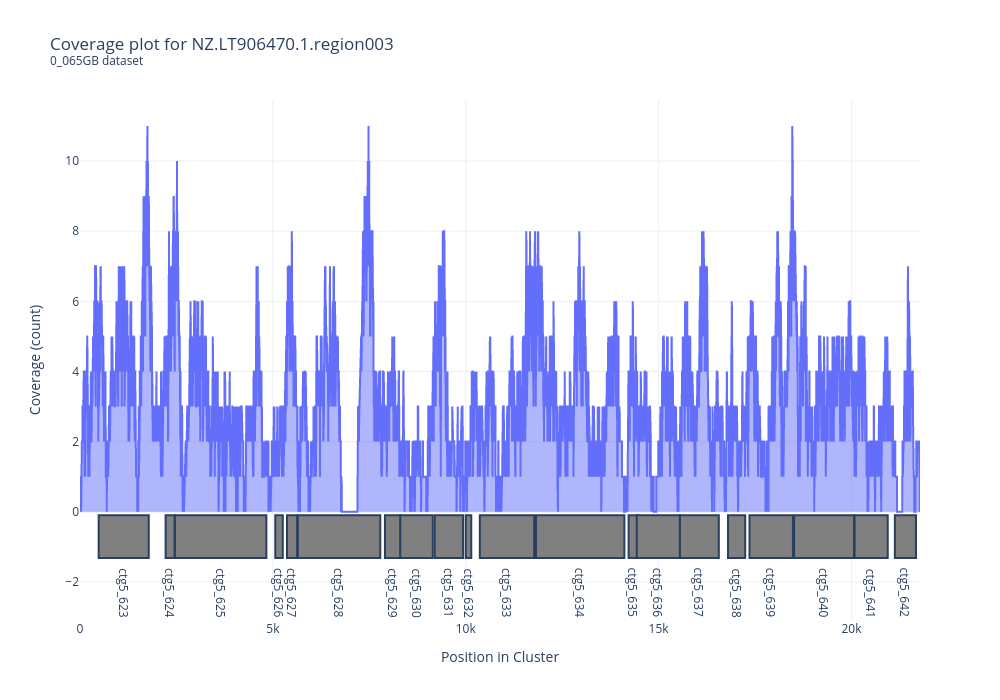 Coverage plot for NZ.LT906470.1.region003
0_065GB dataset
10
8
6
4
2
0
−2
Coverage (count)
ctg5_623
ctg5_624
ctg5_625
ctg5_626
ctg5_627
ctg5_628
ctg5_629
ctg5_630
ctg5_631
ctg5_632
ctg5_633
ctg5_634
ctg5_635
ctg5_636
ctg5_637
ctg5_638
ctg5_639
ctg5_640
ctg5_641
ctg5_642
0
5k
10k
15k
20k
Position in Cluster